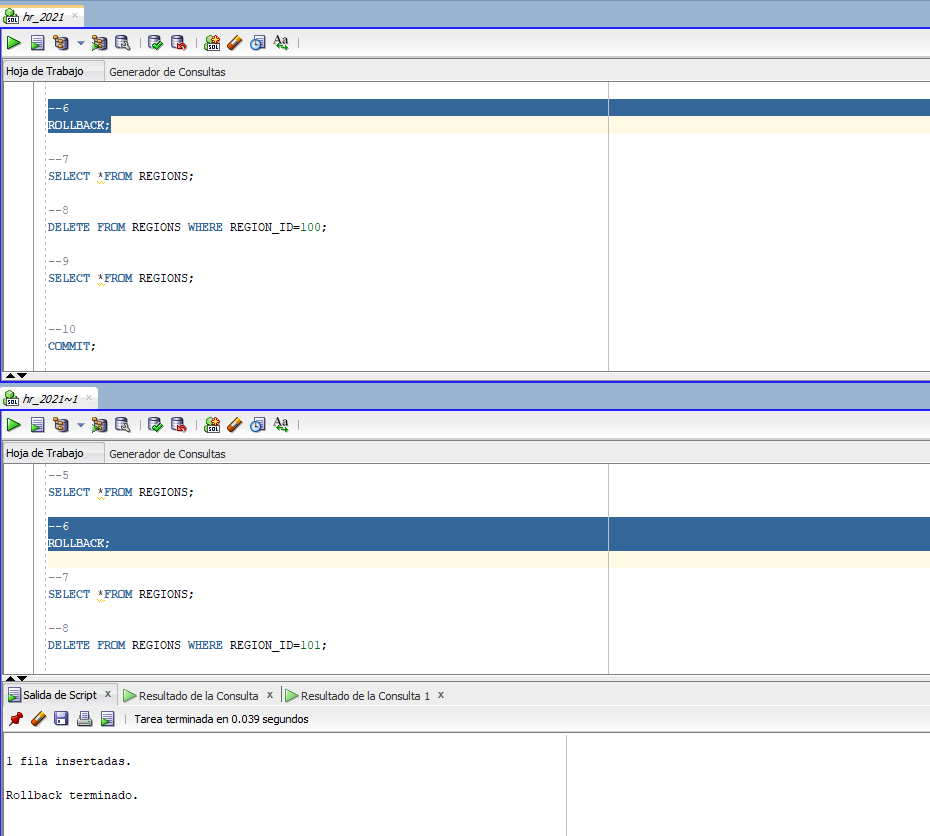 hr_2021
Hoja de Trabajo Generador de Consultas
--6
ROLLBACK;
--7
SELECT *FROM REGIONS;
--8
DELETE FROM REGIONS WHERE REGION_ID=100;
--9
SELECT *FROM REGIONS;
--10
COMMIT;
hr_2021~1
Hoja de Trabajo Generador de Consultas
--5
SELECT *FROM REGIONS;
--6
ROLLBACK;
--7
SELECT *FROM REGIONS;
--8
DELETE FROM REGIONS WHERE REGION_ID=101;
Salida de Script x Resultado de la Consulta x Resultado de la Consulta 1 x
Tarea terminada en 0.039 segundos
1 fila insertadas.
Rollback terminado.